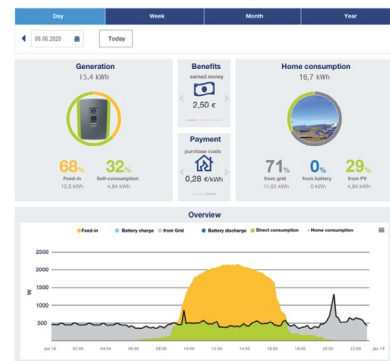 Day Week Month Year
06.06.2020 Today
Generation
15,4 kWh
68% 32%
Feed-in Self-consumption
10,5 kWh 4,84 kWh
Benefits
earned money
2,50 €
Payment
purchase costs
0,28 €/kWh
Home consumption
16,7 kWh
71% 0% 29%
from grid from battery from PV
11,83 kWh 0 kWh 4,84 kWh
Overview
Feed-in Battery charge from Grid Battery discharge Direct consumption Home consumption
2500
2000
W
1500
1000
500
Jan '18 02:00 04:00 06:00 08:00 10:00 12:00 14:00 16:00 18:00 20:00 22:00 Jan '18